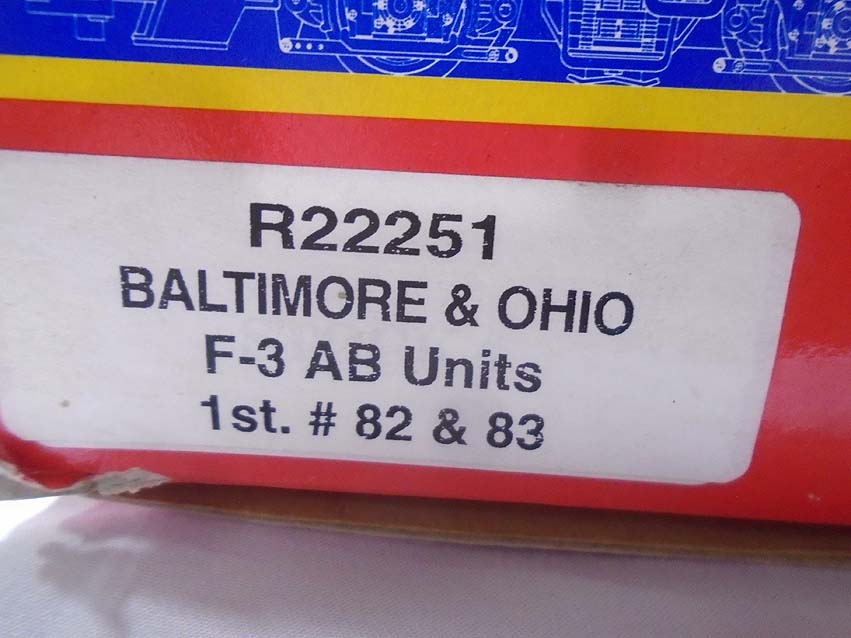 R22251
BALTIMORE & OHIO
F-3 AB Units
1st. # 82 & 83